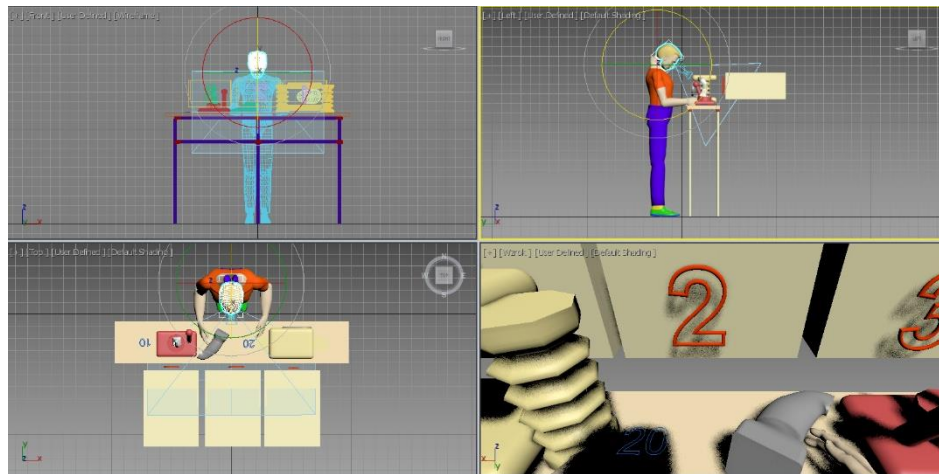 [+] [Front] [User Defined] [Wireframe]
[+] [Left] [User Defined] [Default Shading]
[+] [Top] [User Defined] [Default Shading]
10
20
[+] [Wzrok] [User Defined] [Default Shading]
2
3
20